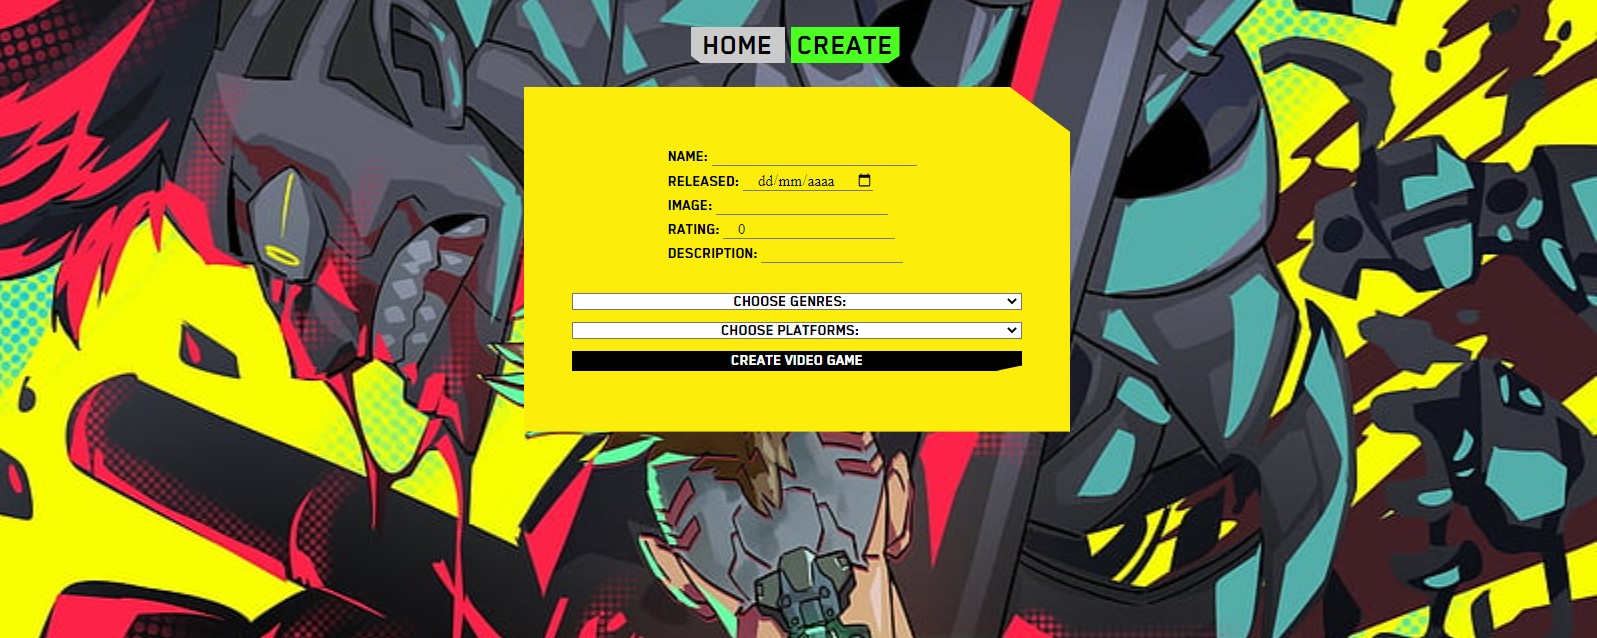 HOME CREATE
NAME:
RELEASED: dd/mm/aaaa
IMAGE:
RATING: 0
DESCRIPTION:
CHOOSE GENRES:
CHOOSE PLATFORMS:
CREATE VIDEO GAME